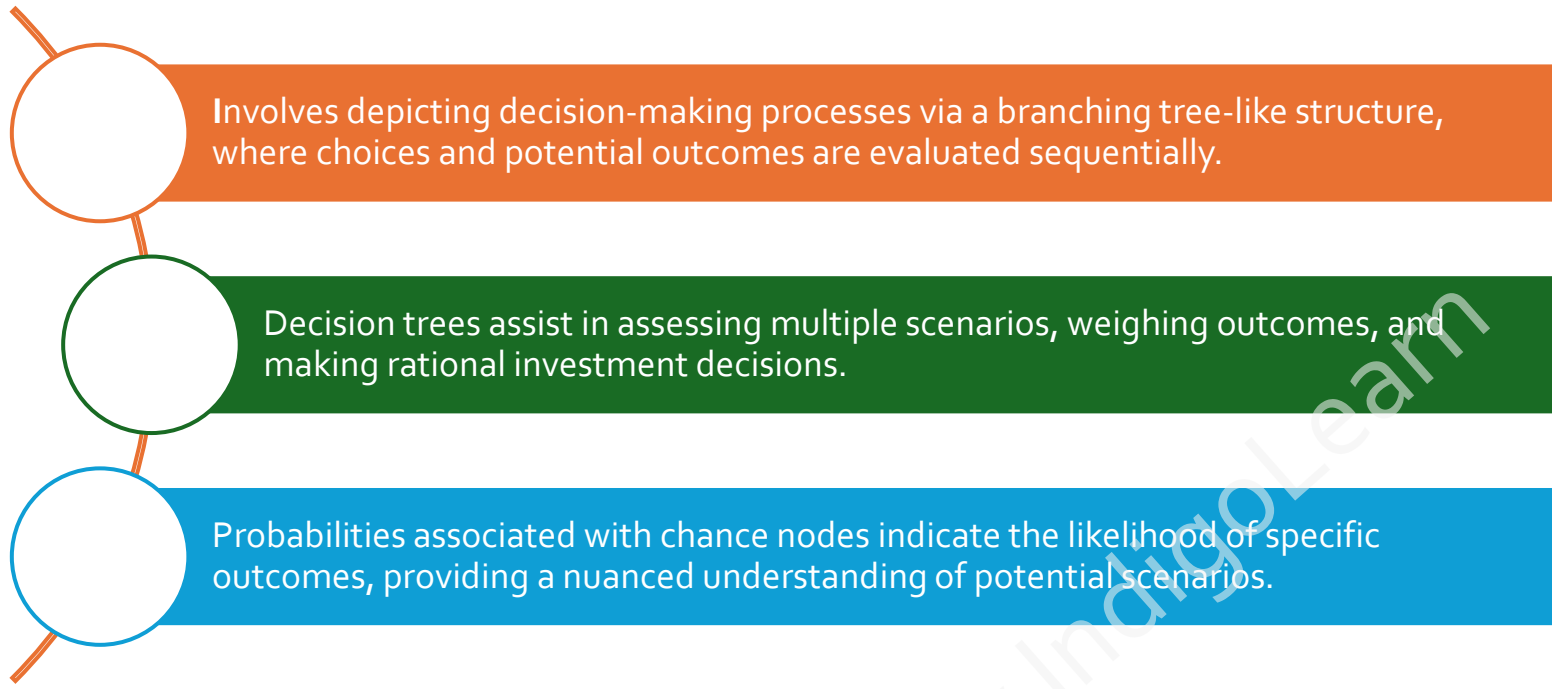 Involves depicting decision-making processes via a branching tree-like structure,
where choices and potential outcomes are evaluated sequentially.
Decision trees assist in assessing multiple scenarios, weighing outcomes, and
making rational investment decisions.
Probabilities associated with chance nodes indicate the likelihood of specific
outcomes, providing a nuanced understanding of potential scenarios.
IndigoLearn